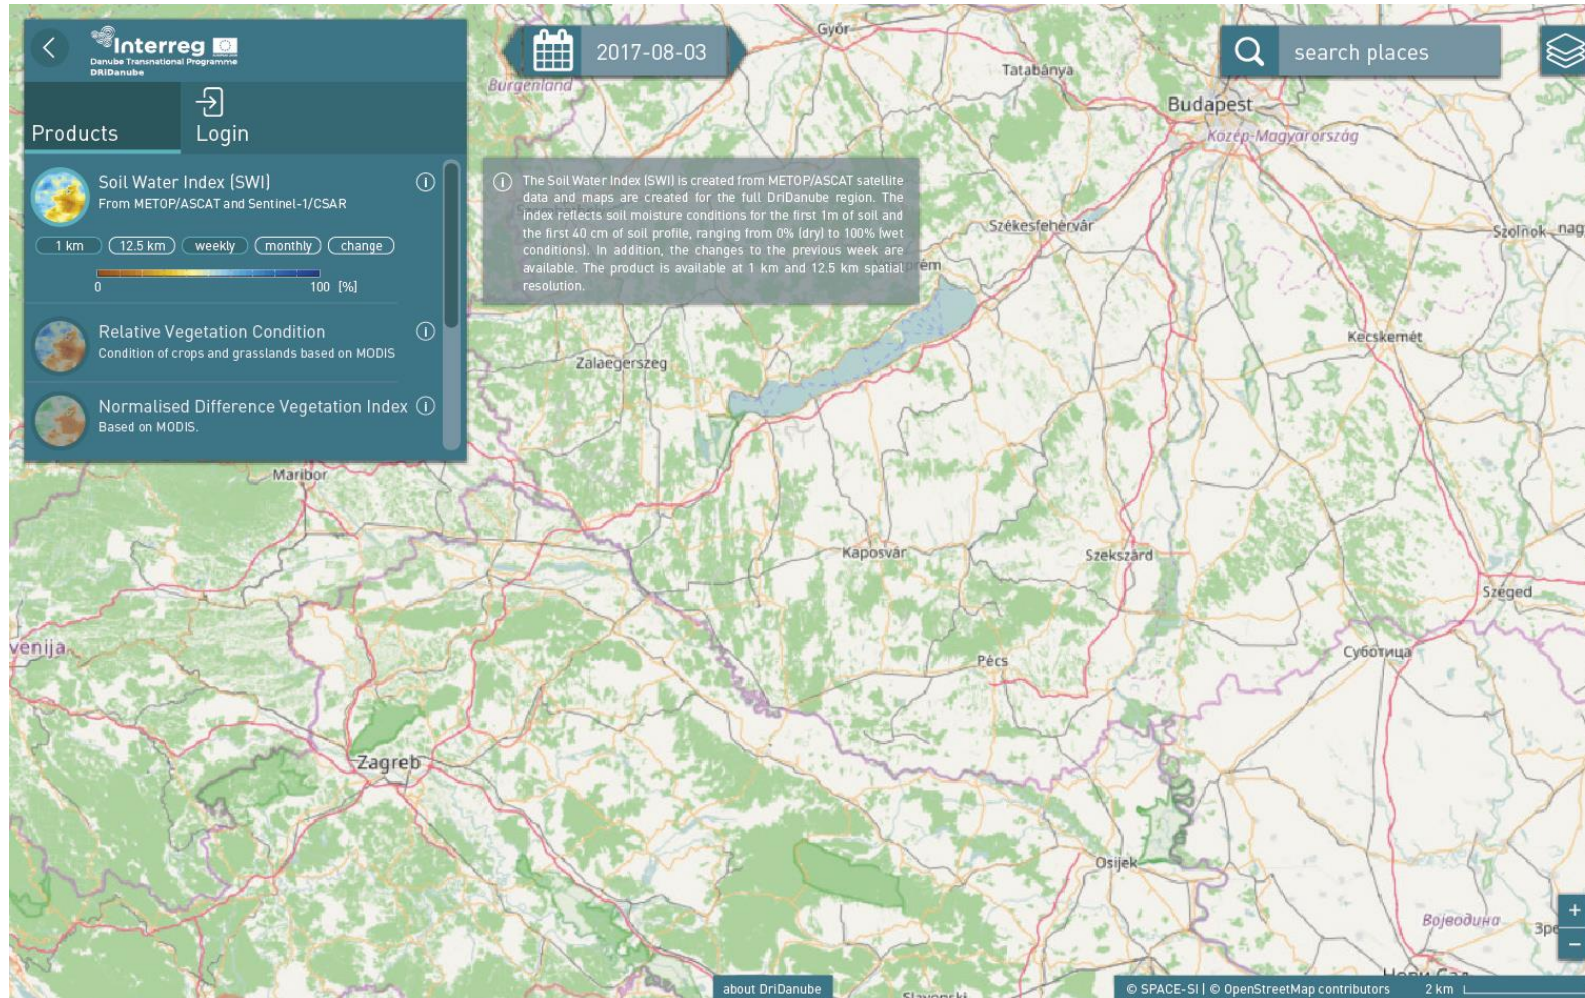 Interreg
Danube Transnational Programme
DRiDanube
Products
Login
Soil Water Index (SWI)
From METOP/ASCAT and Sentinel-1/CSAR
1 km
12.5 km
weekly
monthly
change
0
100 [%]
Relative Vegetation Condition
Condition of crops and grasslands based on MODIS
Normalised Difference Vegetation Index
Based on MODIS.
2017-08-03
search places
The Soil Water Index (SWI) is created from METOP/ASCAT satellite
data and maps are created for the full DriDanube region. The
index reflects soil moisture conditions for the first 1m of soil and
the first 40 cm of soil profile, ranging from 0% (dry) to 100% (wet
conditions). In addition, the changes to the previous week are
available. The product is available at 1 km and 12.5 km spatial
resolution.
Győr
Burgenland
Tatabánya
Budapest
Közép-Magyarország
Székesfehérvár
Szolnok
nag
prém
Kecskemét
Zalaegerszeg
Maribor
Kaposvár
Szekszárd
Szeged
venija
Pécs
Суботица
Zagreb
Osijek
Војводина
Зре
about DriDanube
Slavonski
© SPACE-SI | © OpenStreetMap contributors
2 km
+
−